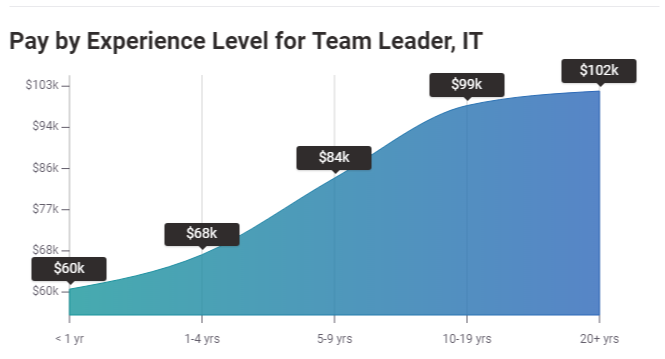 Pay by Experience Level for Team Leader, IT
$103k
$94k
$86k
$77k
$68k
$60k
$60k
$68k
$84k
$99k
$102k
< 1 yr
1-4 yrs
5-9 yrs
10-19 yrs
20+ yrs